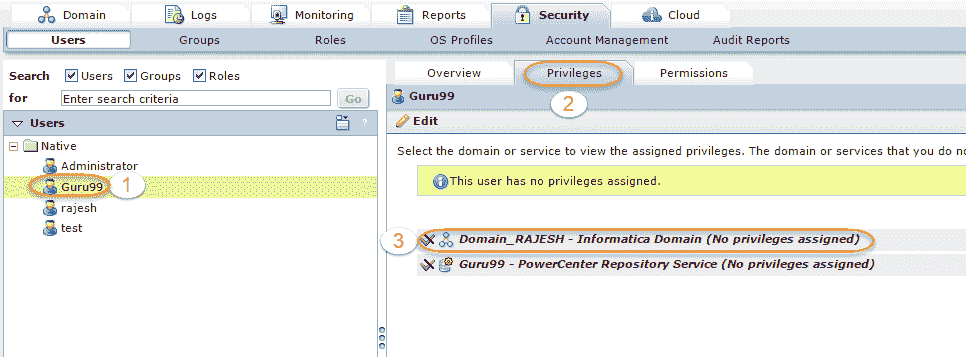 Domain Logs Monitoring Reports Security Cloud
Users Groups Roles OS Profiles Account Management Audit Reports
Search Users Groups Roles
for Enter search criteria Go
Users ?
Native
Administrator
Guru99 1
rajesh
test
Overview Privileges Permissions
2
Guru99
Edit
Select the domain or service to view the assigned privileges. The domain or services that you do no
This user has no privileges assigned.
3 Domain_RAJESH - Informatica Domain (No privileges assigned)
Guru99 - PowerCenter Repository Service (No privileges assigned)